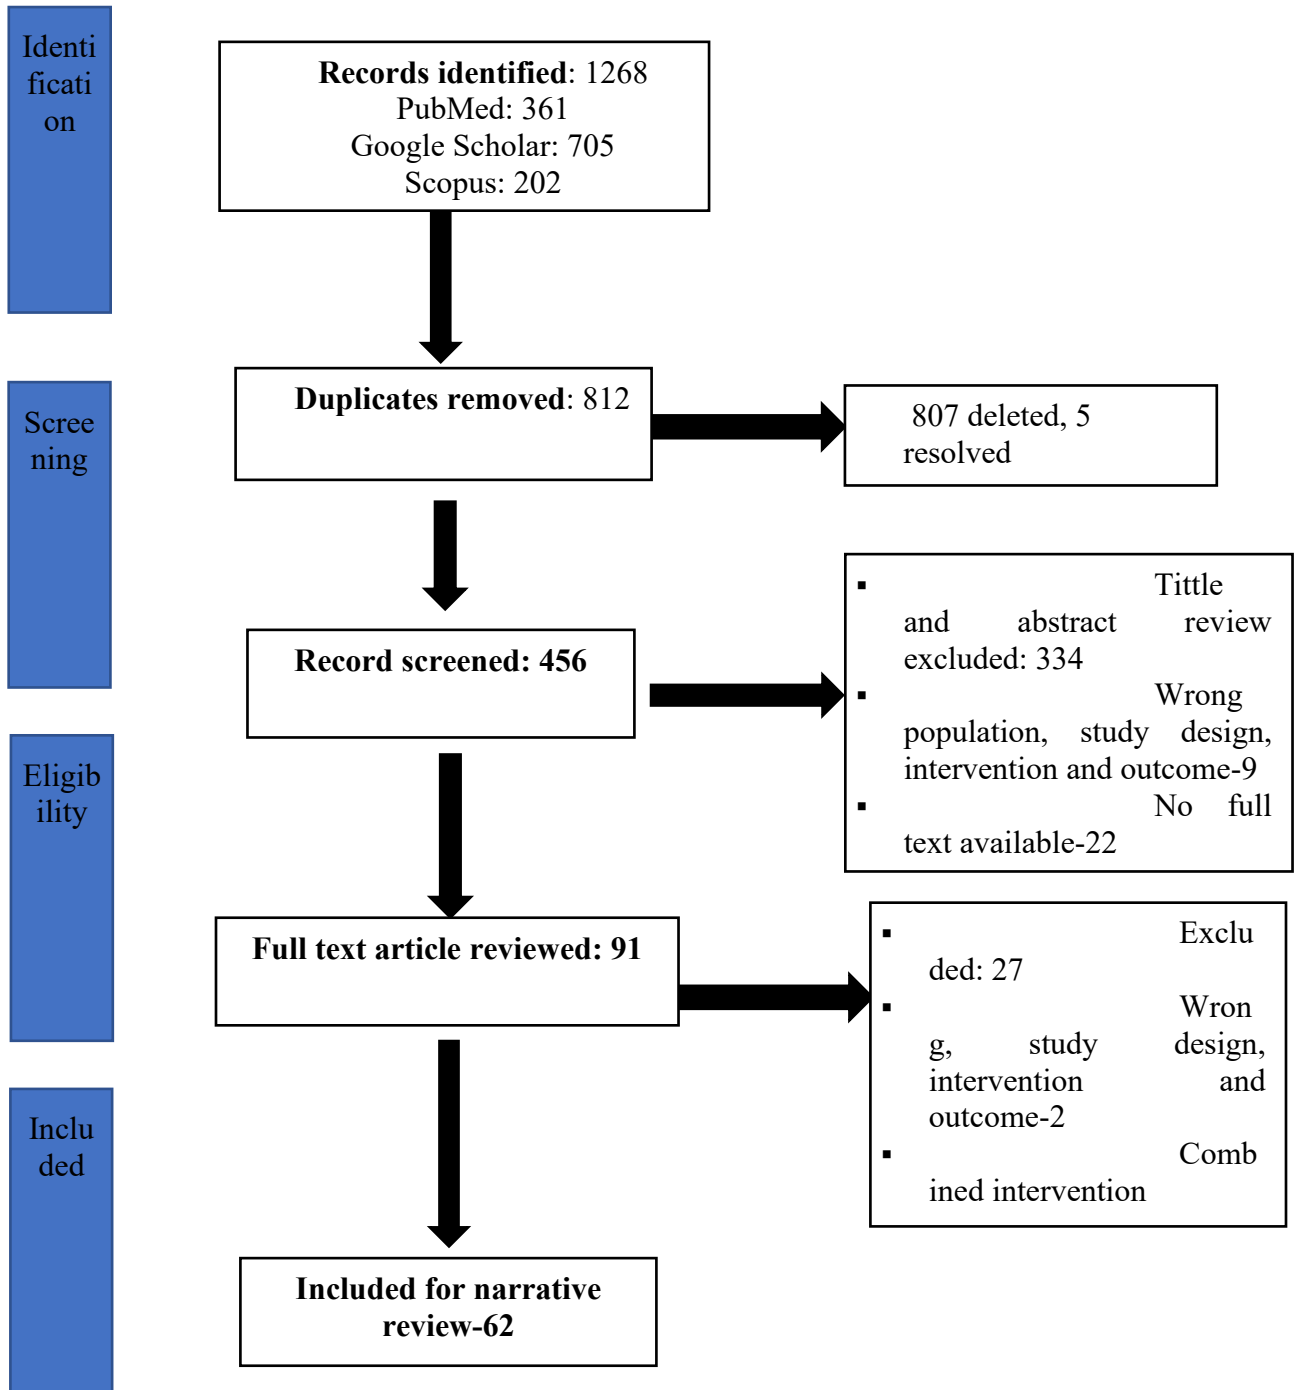 Identi
ficati
on
Records identified: 1268
PubMed: 361
Google Scholar: 705
Scopus: 202
Scree
ning
Duplicates removed: 812
807 deleted, 5
resolved
Record screened: 456
▪ Tittle
and abstract review
excluded: 334
▪ Wrong
population, study design,
intervention and outcome-9
▪ No full
text available-22
Eligib
ility
Full text article reviewed: 91
▪ Exclu
ded: 27
▪ Wron
g, study design,
intervention and
outcome-2
▪ Comb
ined intervention
Inclu
ded
Included for narrative
review-62